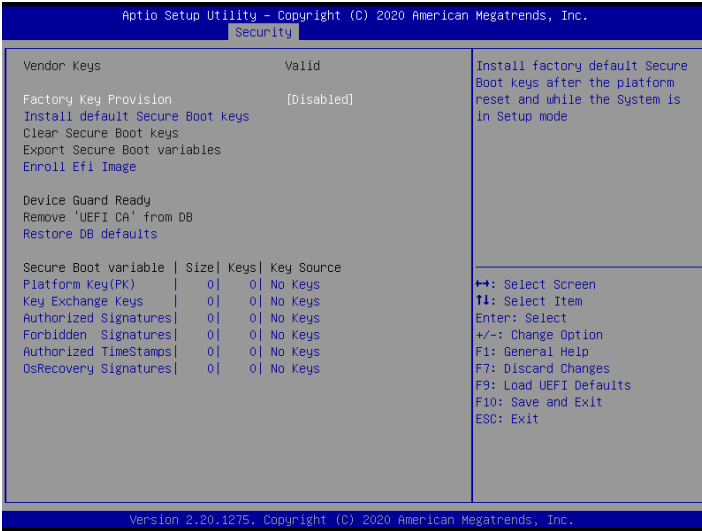 Aptio Setup Utility – Copyright (C) 2020 American Megatrends, Inc.
Security
Vendor Keys Valid
Factory Key Provision [Disabled]
Install default Secure Boot keys
Clear Secure Boot keys
Export Secure Boot variables
Enroll Efi Image
Device Guard Ready
Remove 'UEFI CA' from DB
Restore DB defaults
Secure Boot variable | Size| Keys| Key Source
Platform Key(PK) | 0| 0| No Keys
Key Exchange Keys | 0| 0| No Keys
Authorized Signatures| 0| 0| No Keys
Forbidden Signatures| 0| 0| No Keys
Authorized TimeStamps| 0| 0| No Keys
OsRecovery Signatures| 0| 0| No Keys
Install factory default Secure
Boot keys after the platform
reset and while the System is
in Setup mode
↔: Select Screen
↑↓: Select Item
Enter: Select
+/-: Change Option
F1: General Help
F7: Discard Changes
F9: Load UEFI Defaults
F10: Save and Exit
ESC: Exit
Version 2.20.1275. Copyright (C) 2020 American Megatrends, Inc.